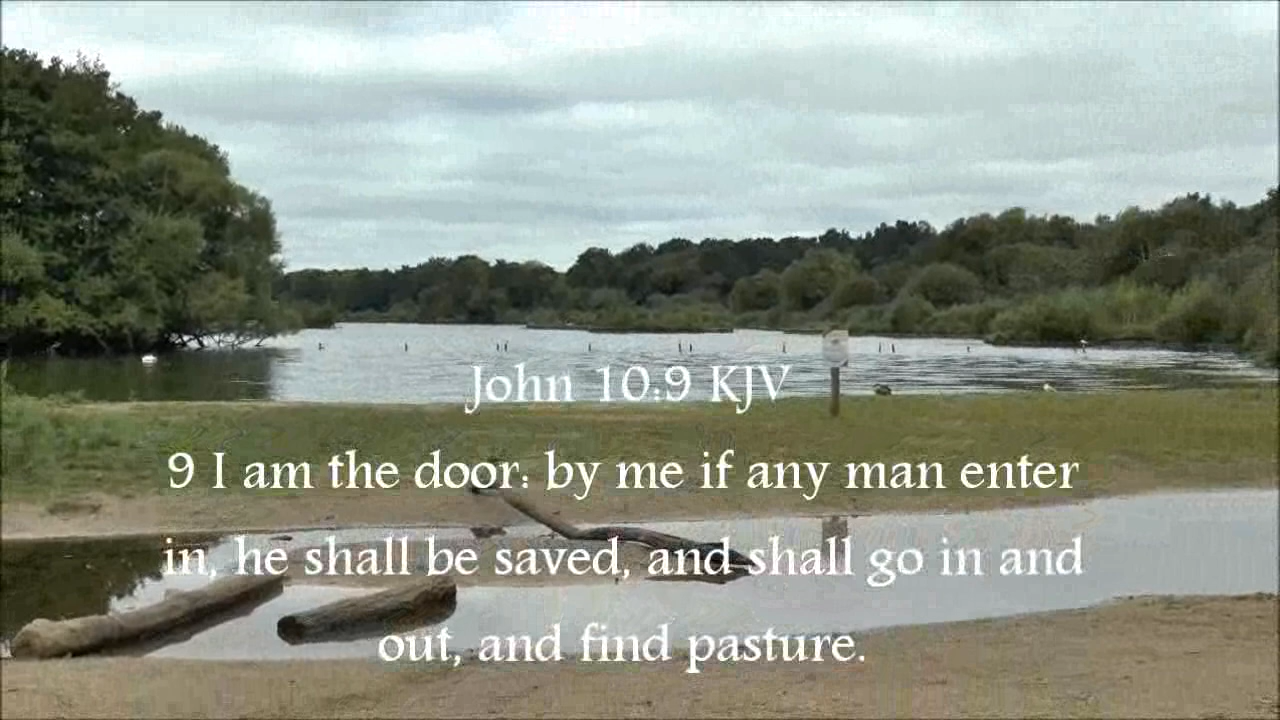 John 10:9 KJV
9 I am the door: by me if any man enter
in, he shall be saved, and shall go in and
out, and find pasture.